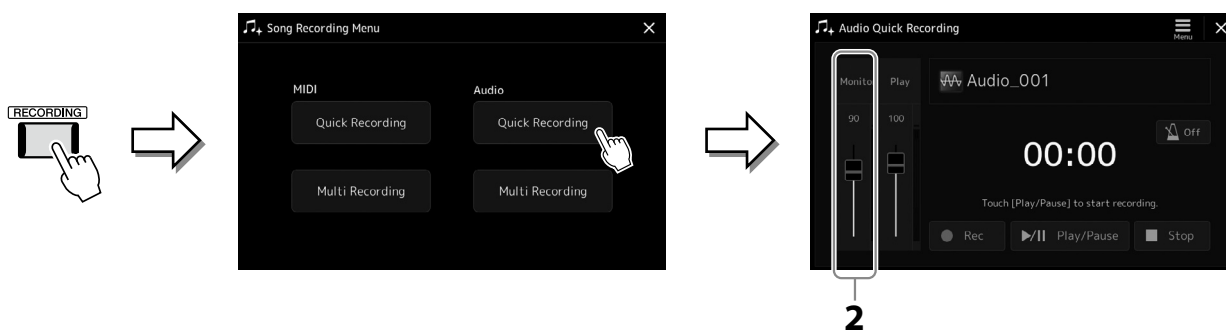 RECORDING
Song Recording Menu
MIDI
Audio
Quick Recording
Quick Recording
Multi Recording
Multi Recording
Audio Quick Recording
Menu
Monito
Play
Audio_001
90
100
Off
00:00
Touch [Play/Pause] to start recording.
Rec
Play/Pause
Stop
2